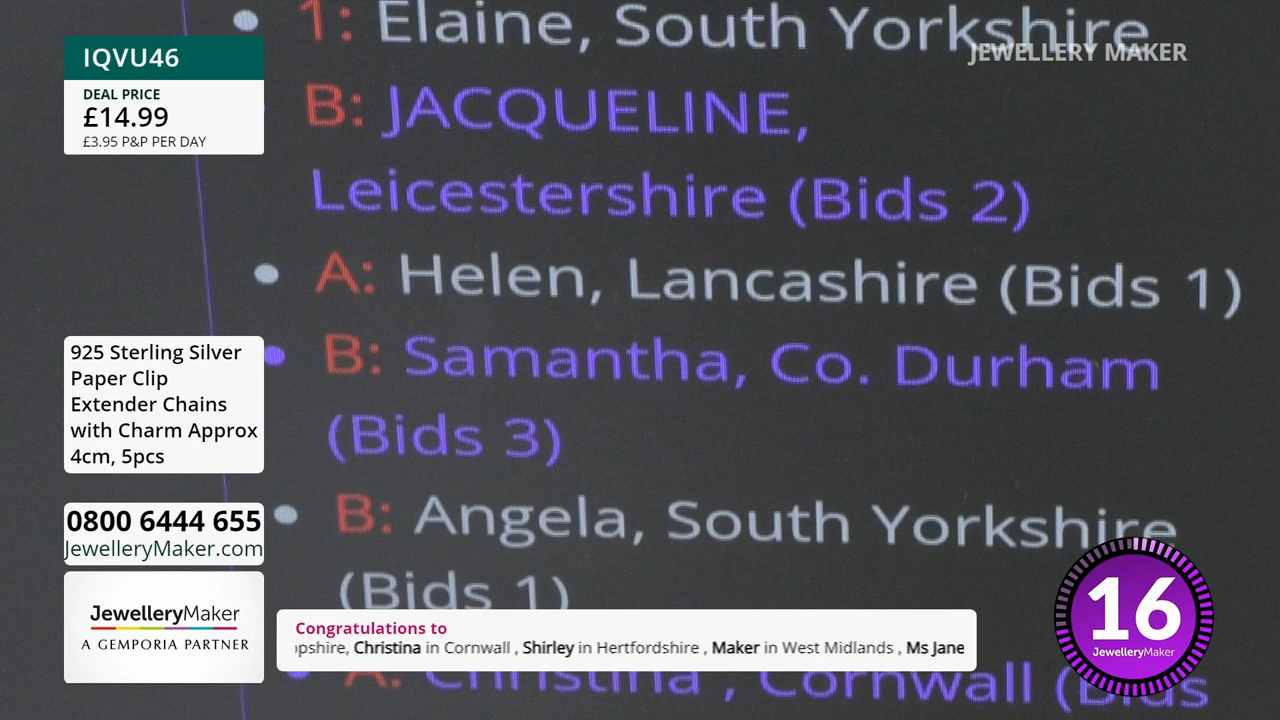 1: Elaine, South Yorkshire
JEWELLERY MAKER
IQVU46
DEAL PRICE
£14.99
£3.95 P&P PER DAY
B: JACQUELINE,
Leicestershire (Bids 2)
A: Helen, Lancashire (Bids 1)
B: Samantha, Co. Durham
(Bids 3)
B: Angela, South Yorkshire
(Bids 1)
A: Christina , Cornwall (Bids
925 Sterling Silver
Paper Clip
Extender Chains
with Charm Approx
4cm, 5pcs
0800 6444 655
JewelleryMaker.com
JewelleryMaker
A GEMPORIA PARTNER
Congratulations to
pshire, Christina in Cornwall , Shirley in Hertfordshire , Maker in West Midlands , Ms Jane
16
JewelleryMaker